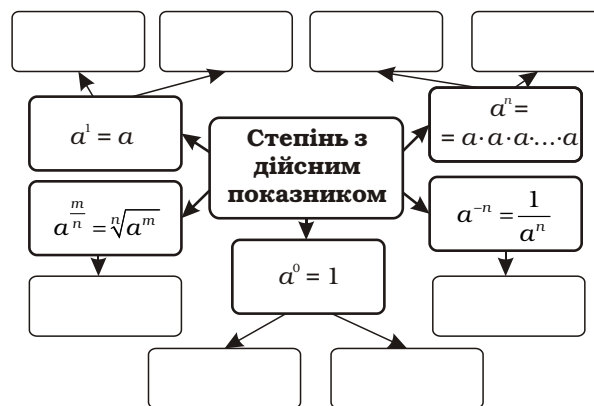 a¹ = a
aⁿ =
= a·a·a·…·a
Степінь з
дійсним
показником
a^(m/n) = ⁿ√(a^m)
a⁻ⁿ = 1/aⁿ
a⁰ = 1